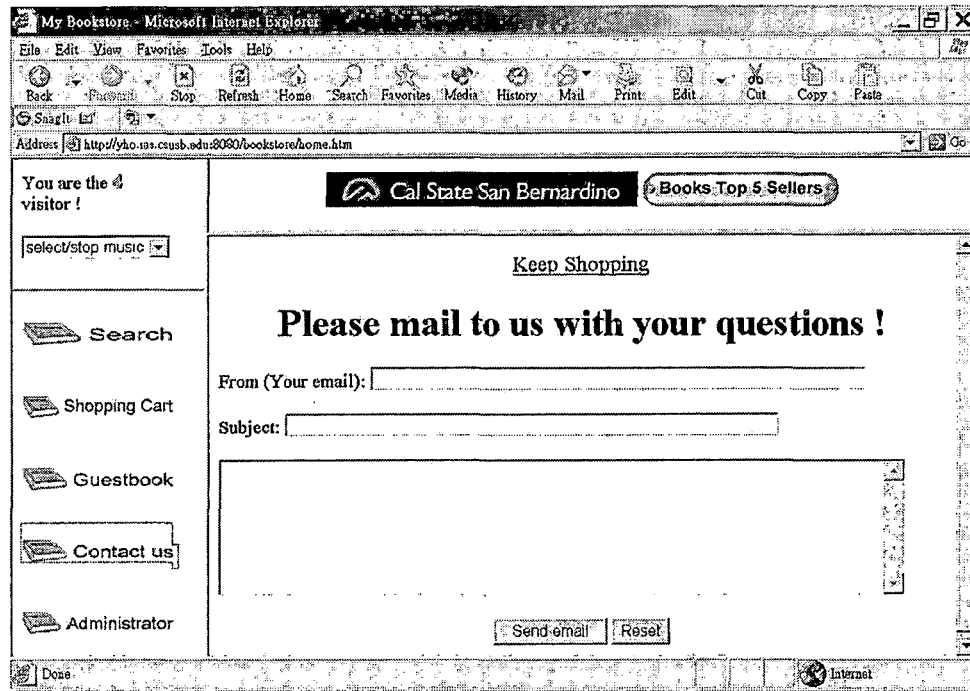 My Bookstore - Microsoft Internet Explorer
File Edit View Favorites Tools Help
Back Forward Stop Refresh Home Search Favorites Media History Mail Print Edit Cut Copy Paste
SnagIt
Address http://yho.ias.csusb.edu:8080/bookstore/home.htm Go
You are the 4
visitor !
select/stop music
Cal State San Bernardino
Books Top 5 Sellers
Search
Shopping Cart
Guestbook
Contact us
Administrator
Keep Shopping
Please mail to us with your questions !
From (Your email):
Subject:
Send email Reset
Done Internet